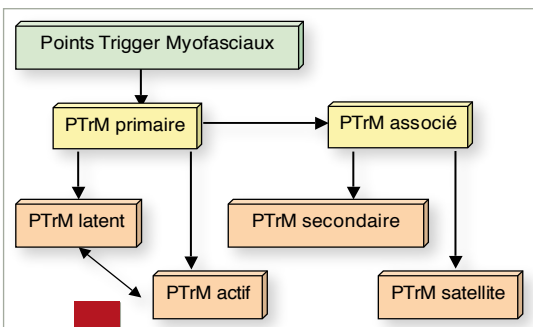 Points Trigger Myofasciaux
PTrM primaire
PTrM associé
PTrM latent
PTrM secondaire
PTrM actif
PTrM satellite